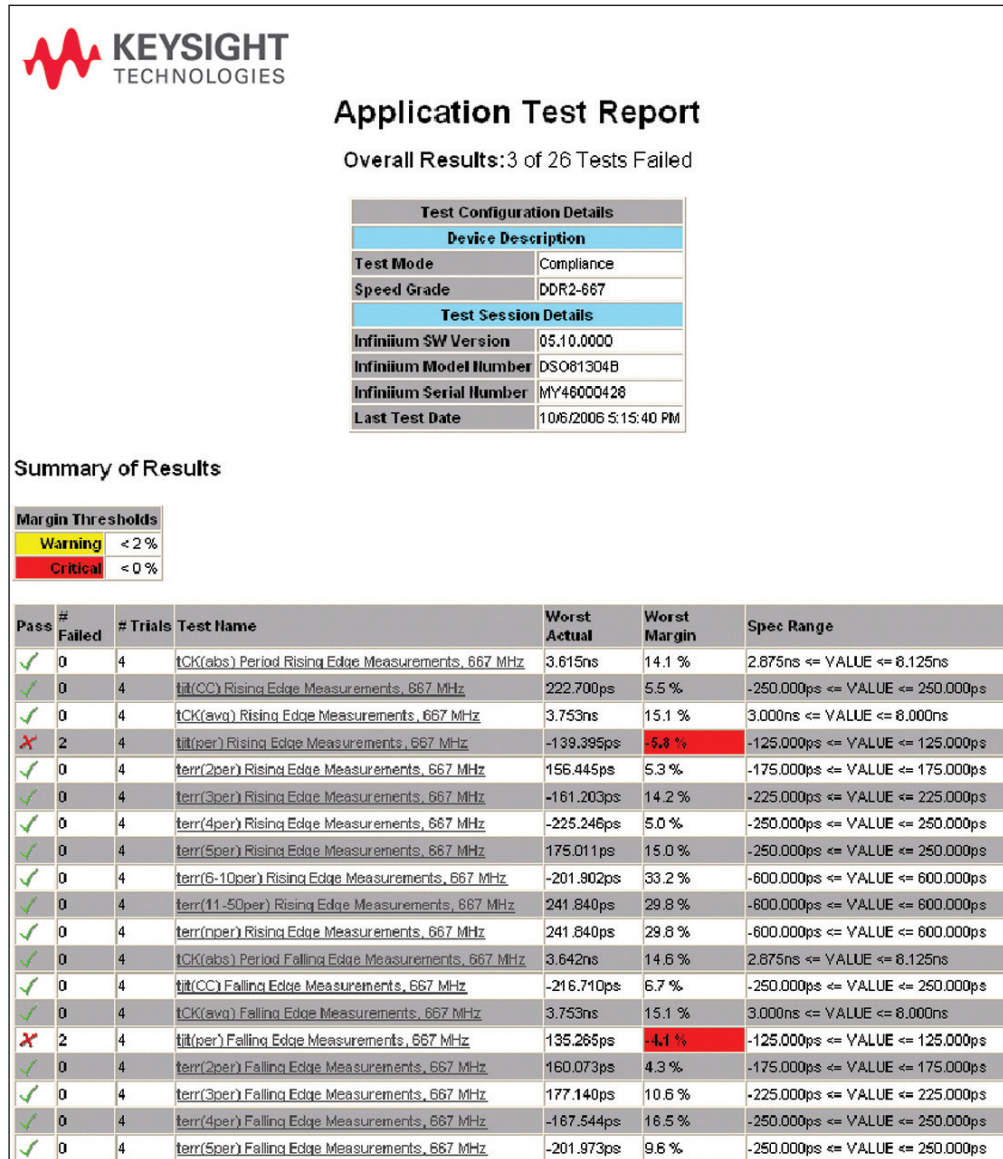 KEYSIGHT
TECHNOLOGIES
Application Test Report
Overall Results: 3 of 26 Tests Failed
Test Configuration Details
Device Description
Test Mode Compliance
Speed Grade DDR2-667
Test Session Details
Infiniium SW Version 05.10.0000
Infiniium Model Number DSO81304B
Infiniium Serial Number MY46000428
Last Test Date 10/6/2006 5:15:40 PM
Summary of Results
Margin Thresholds
Warning < 2 %
Critical < 0 %
Pass # Failed # Trials Test Name Worst Actual Worst Margin Spec Range
0 4 tCK(abs) Period Rising Edge Measurements, 667 MHz 3.615ns 14.1 % 2.875ns <= VALUE <= 8.125ns
0 4 tjit(CC) Rising Edge Measurements, 667 MHz 222.700ps 5.5 % -250.000ps <= VALUE <= 250.000ps
0 4 tCK(avg) Rising Edge Measurements, 667 MHz 3.753ns 15.1 % 3.000ns <= VALUE <= 8.000ns
2 4 tjit(per) Rising Edge Measurements, 667 MHz -139.395ps -5.8 % -125.000ps <= VALUE <= 125.000ps
0 4 terr(2per) Rising Edge Measurements, 667 MHz 156.445ps 5.3 % -175.000ps <= VALUE <= 175.000ps
0 4 terr(3per) Rising Edge Measurements, 667 MHz -161.203ps 14.2 % -225.000ps <= VALUE <= 225.000ps
0 4 terr(4per) Rising Edge Measurements, 667 MHz -225.246ps 5.0 % -250.000ps <= VALUE <= 250.000ps
0 4 terr(5per) Rising Edge Measurements, 667 MHz 175.011ps 15.0 % -250.000ps <= VALUE <= 250.000ps
0 4 terr(6-10per) Rising Edge Measurements, 667 MHz -201.902ps 33.2 % -600.000ps <= VALUE <= 600.000ps
0 4 terr(11-50per) Rising Edge Measurements, 667 MHz 241.840ps 29.8 % -600.000ps <= VALUE <= 600.000ps
0 4 terr(nper) Rising Edge Measurements, 667 MHz 241.840ps 29.8 % -600.000ps <= VALUE <= 600.000ps
0 4 tCK(abs) Period Falling Edge Measurements, 667 MHz 3.642ns 14.6 % 2.875ns <= VALUE <= 8.125ns
0 4 tjit(CC) Falling Edge Measurements, 667 MHz -216.710ps 6.7 % -250.000ps <= VALUE <= 250.000ps
0 4 tCK(avg) Falling Edge Measurements, 667 MHz 3.753ns 15.1 % 3.000ns <= VALUE <= 8.000ns
2 4 tjit(per) Falling Edge Measurements, 667 MHz 135.265ps -4.1 % -125.000ps <= VALUE <= 125.000ps
0 4 terr(2per) Falling Edge Measurements, 667 MHz 160.073ps 4.3 % -175.000ps <= VALUE <= 175.000ps
0 4 terr(3per) Falling Edge Measurements, 667 MHz 177.140ps 10.6 % -225.000ps <= VALUE <= 225.000ps
0 4 terr(4per) Falling Edge Measurements, 667 MHz -167.544ps 16.5 % -250.000ps <= VALUE <= 250.000ps
0 4 terr(5per) Falling Edge Measurements, 667 MHz -201.973ps 9.6 % -250.000ps <= VALUE <= 250.000ps